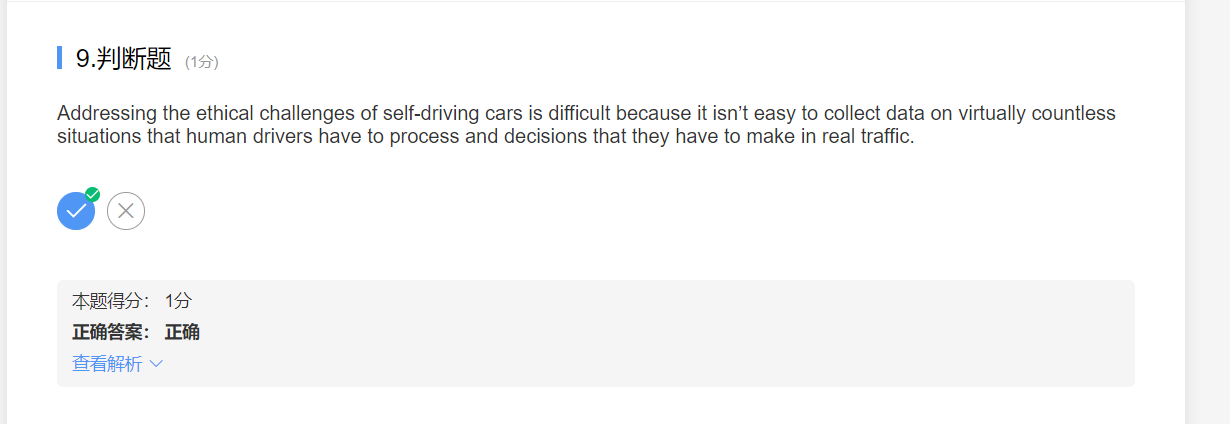 9.判断题 (1分)
Addressing the ethical challenges of self-driving cars is difficult because it isn’t easy to collect data on virtually countless
situations that human drivers have to process and decisions that they have to make in real traffic.
本题得分： 1分
正确答案： 正确
查看解析